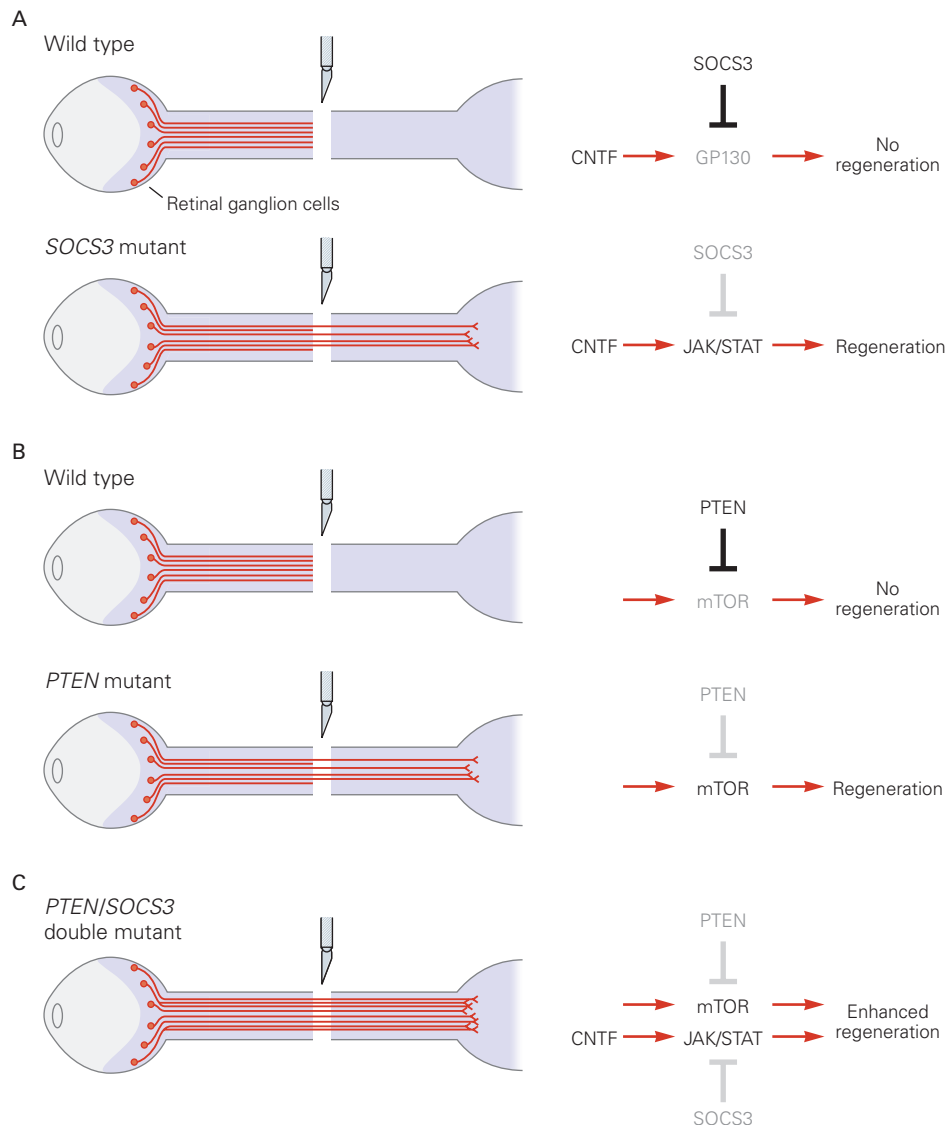 A
Wild type
Retinal ganglion cells
SOCS3
CNTF
GP130
No
regeneration
SOCS3 mutant
SOCS3
CNTF
JAK/STAT
Regeneration
B
Wild type
PTEN
mTOR
No
regeneration
PTEN mutant
PTEN
mTOR
Regeneration
C
PTEN/SOCS3
double mutant
PTEN
mTOR
CNTF
JAK/STAT
Enhanced
regeneration
SOCS3